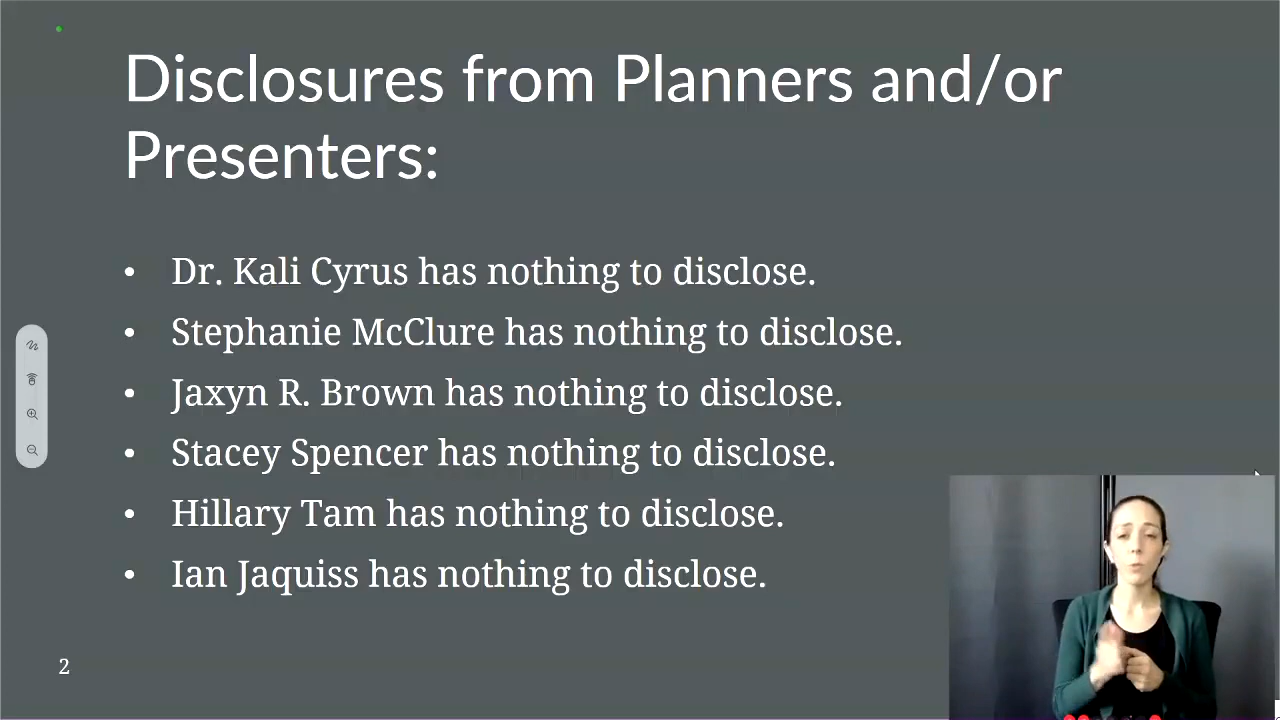 Disclosures from Planners and/or
Presenters:
• Dr. Kali Cyrus has nothing to disclose.
• Stephanie McClure has nothing to disclose.
• Jaxyn R. Brown has nothing to disclose.
• Stacey Spencer has nothing to disclose.
• Hillary Tam has nothing to disclose.
• Ian Jaquiss has nothing to disclose.
2